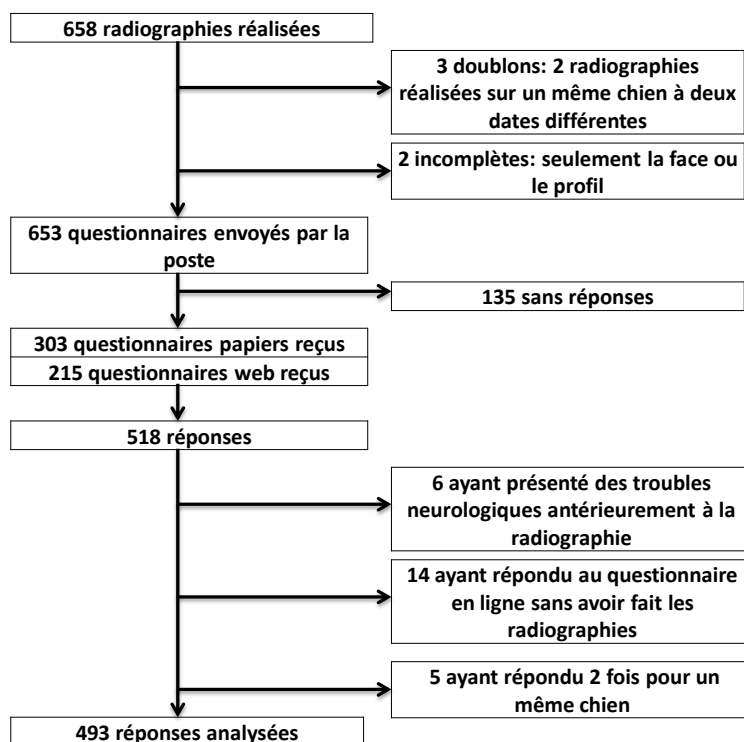 658 radiographies réalisées
3 doublons: 2 radiographies
réalisées sur un même chien à deux
dates différentes
2 incomplètes: seulement la face ou
le profil
653 questionnaires envoyés par la
poste
135 sans réponses
303 questionnaires papiers reçus
215 questionnaires web reçus
518 réponses
6 ayant présenté des troubles
neurologiques antérieurement à la
radiographie
14 ayant répondu au questionnaire
en ligne sans avoir fait les
radiographies
5 ayant répondu 2 fois pour un
même chien
493 réponses analysées